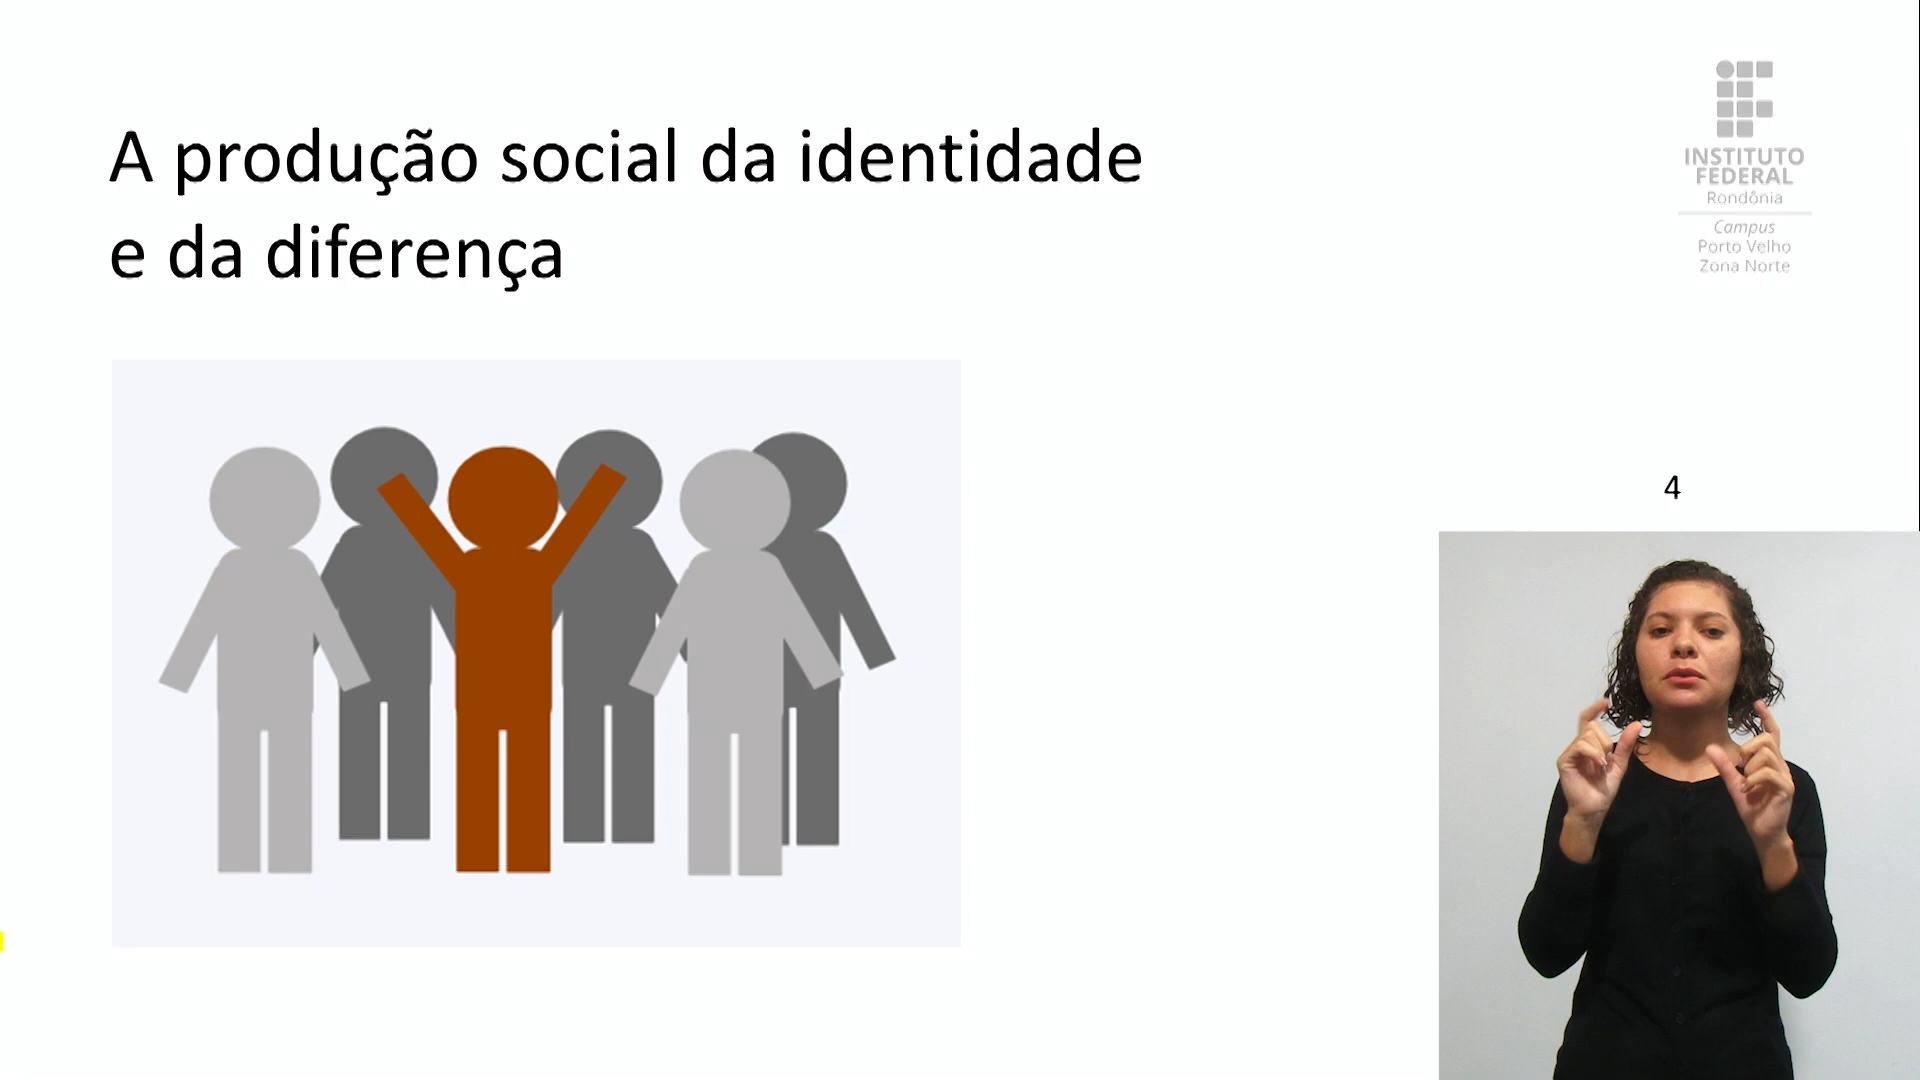 A produção social da identidade
e da diferença
INSTITUTO
FEDERAL
Rondônia
Campus
Porto Velho
Zona Norte
4